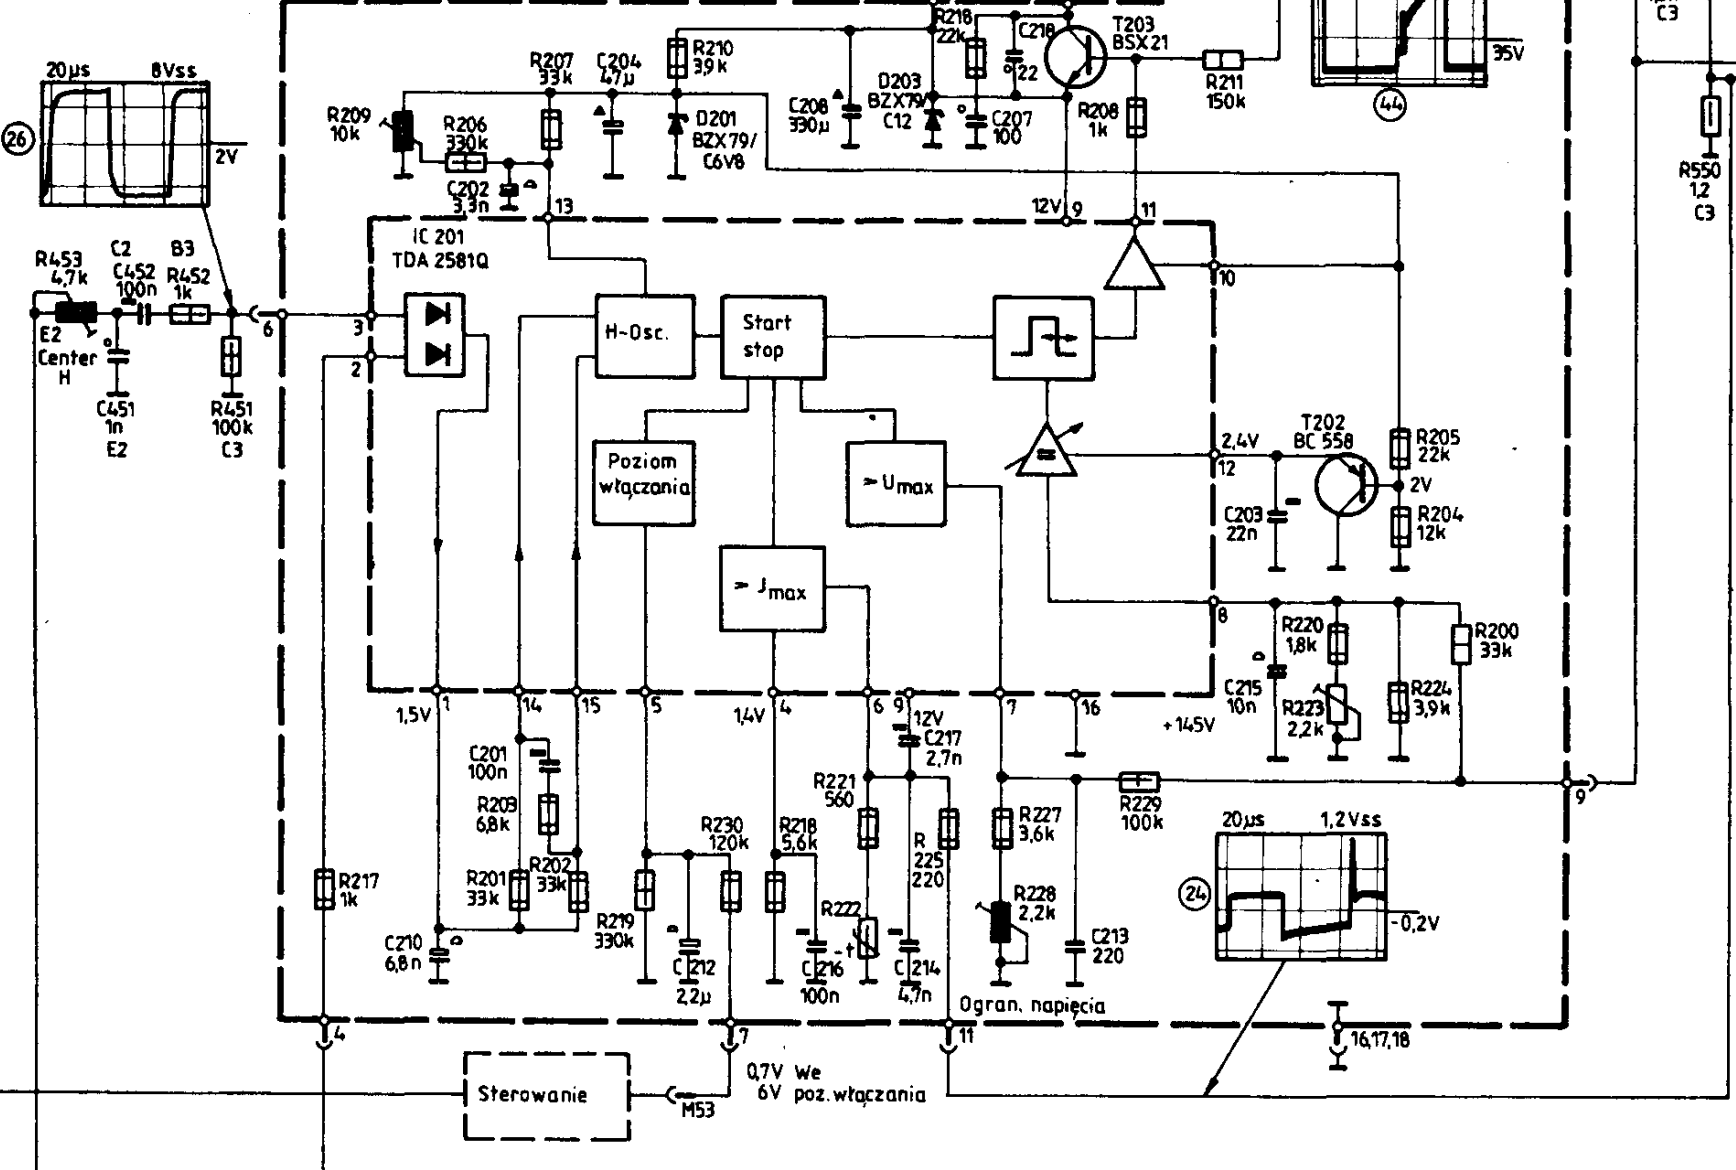 C3
R218
22k
C218
22
T203
BSX21
35V
44
20µs 8Vss
26
2V
R207
33k
C204
47µ
R210
3,9k
R211
150k
R209
10k
R206
330k
D201
BZX79/
C6V8
C208
330µ
D203
BZX79/
C12
C207
100
R208
1k
C202
3,3n
R550
1,2
C3
13
12V 9
11
IC 201
TDA 2581Q
10
R453
4,7k
C2
C452
100n
B3
R452
1k
6
3
2
E2
Center
H
C451
1n
E2
R451
100k
C3
H-Osc.
Start
stop
Poziom
włączania
> Umax
> Jmax
2,4V
12
T202
BC 558
R205
22k
2V
C203
22n
R204
12k
8
R220
1,8k
R200
33k
C215
10n
R223
2,2k
R224
3,9k
1,5V 1
14
15
5
1,4V 4
6
9
12V
7
16
+145V
C201
100n
C217
2,7n
R203
6,8k
R221
560
R229
100k
9
R230
120k
R218
5,6k
R
225
220
R227
3,6k
20µs 1,2Vss
24
-0,2V
R217
1k
R201
33k
R202
33k
R219
330k
R222
-t
R228
2,2k
C210
6,8n
C212
2,2µ
C216
100n
C214
4,7n
C213
220
Ogran. napięcia
4
7
11
16,17,18
Sterowanie
M53
0,7V We
6V poz. włączania